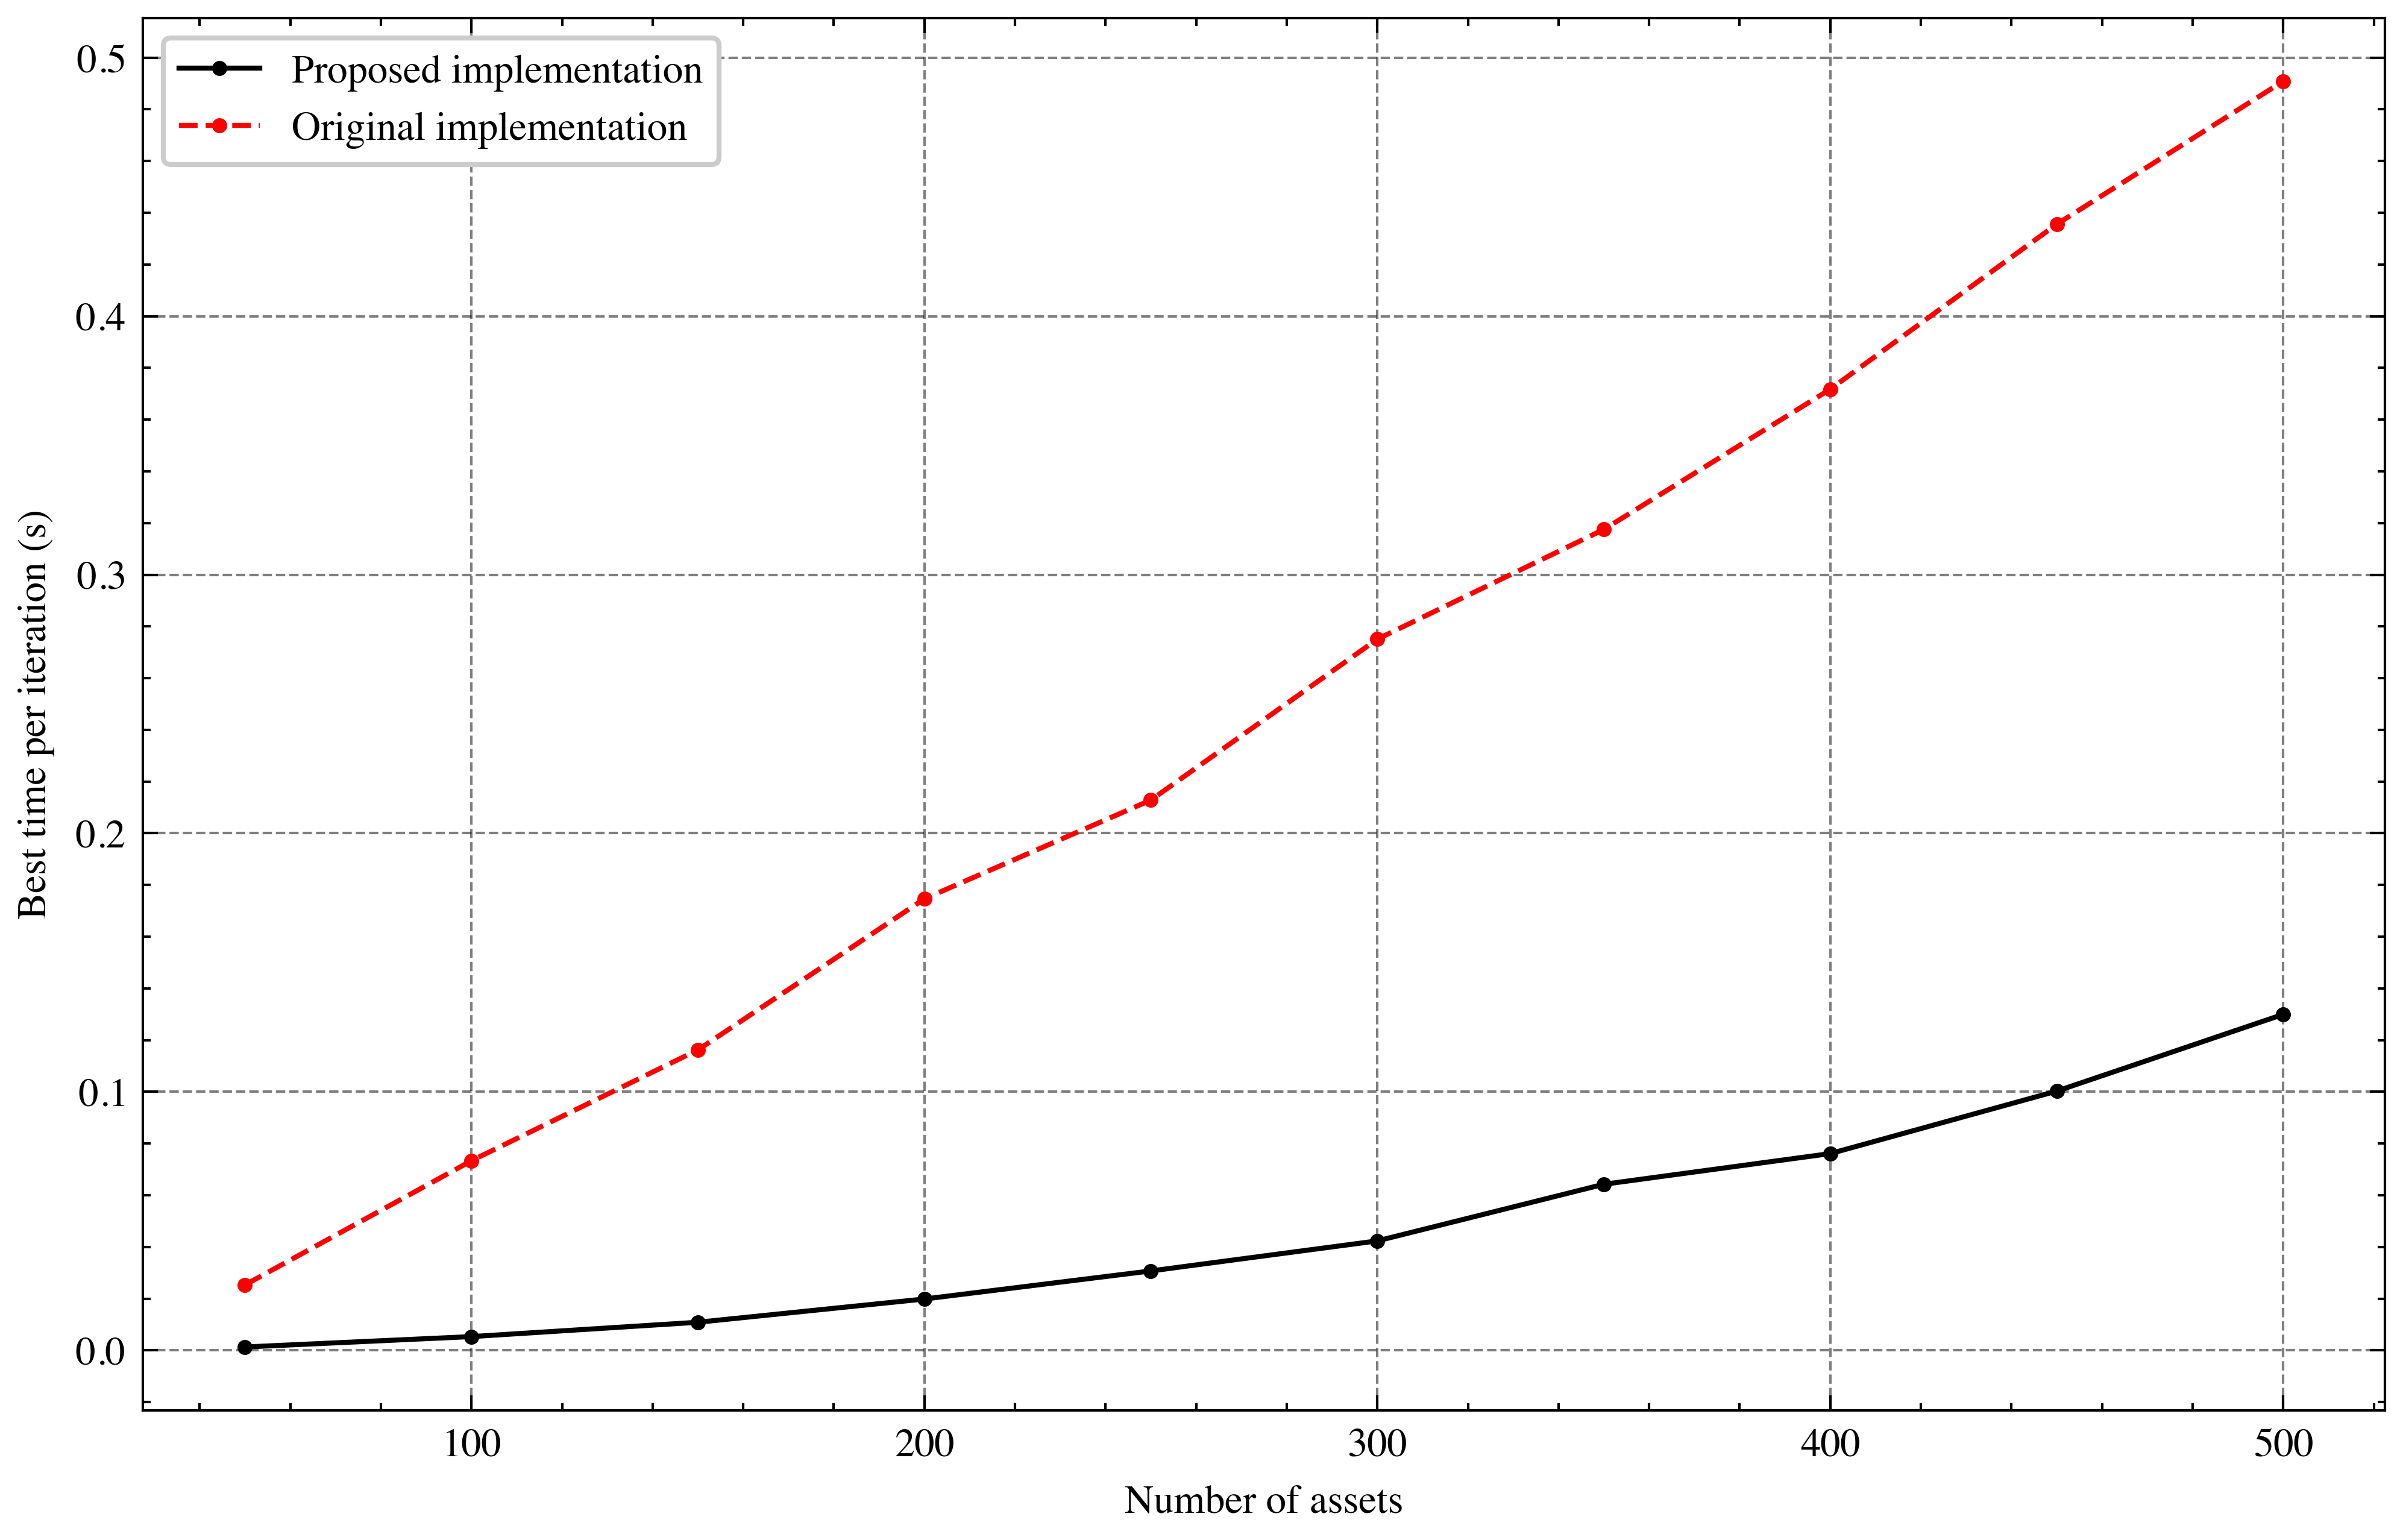 Proposed implementation
Original implementation
Best time per iteration (s)
0.5
0.4
0.3
0.2
0.1
0.0
100
200
300
400
500
Number of assets